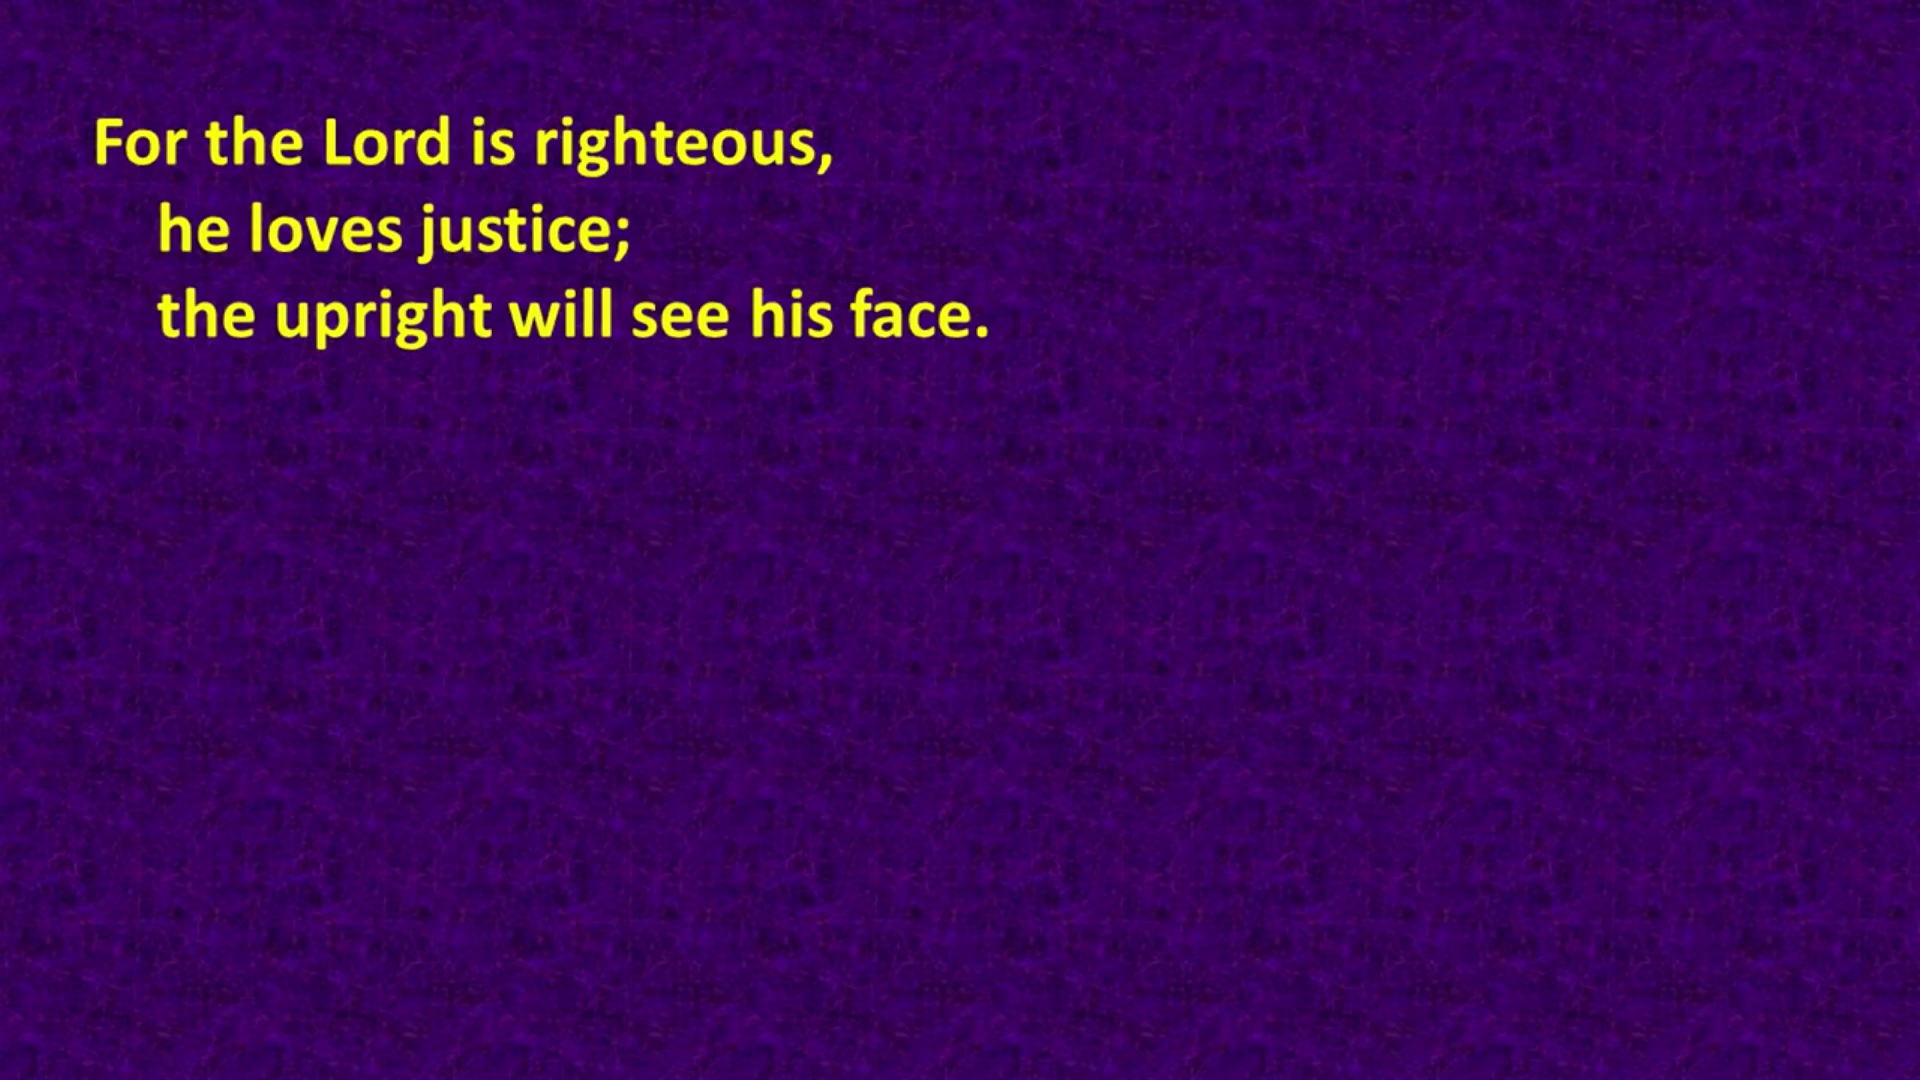 For the Lord is righteous,
he loves justice;
the upright will see his face.